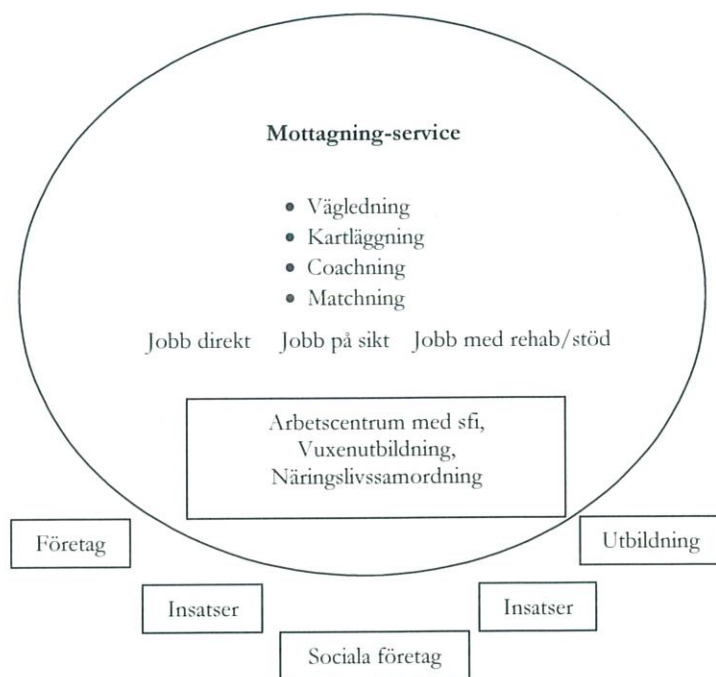 Mottagning-service
• Vägledning
• Kartläggning
• Coachning
• Matchning
Jobb direkt Jobb på sikt Jobb med rehab/stöd
Arbetscentrum med sfi,
Vuxenutbildning,
Näringslivssamordning
Företag
Utbildning
Insatser
Insatser
Sociala företag